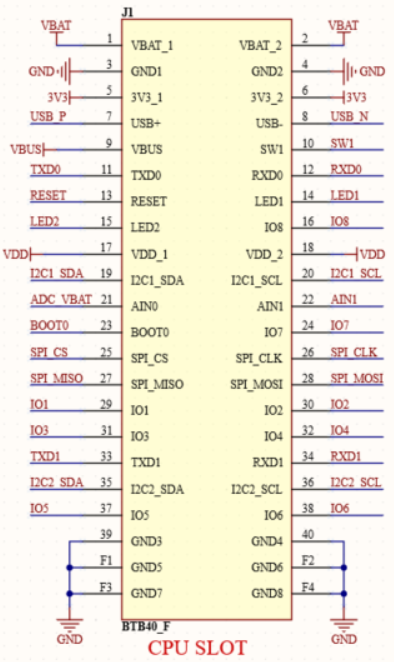 J1
VBAT 1 VBAT_1 VBAT_2 2 VBAT
GND 3 GND1 GND2 4 GND
3V3 5 3V3_1 3V3_2 6 3V3
USB_P 7 USB+ USB- 8 USB_N
VBUS 9 VBUS SW1 10 SW1
TXD0 11 TXD0 RXD0 12 RXD0
RESET 13 RESET LED1 14 LED1
LED2 15 LED2 IO8 16 IO8
VDD 17 VDD_1 VDD_2 18 VDD
I2C1_SDA 19 I2C1_SDA I2C1_SCL 20 I2C1_SCL
ADC_VBAT 21 AIN0 AIN1 22 AIN1
BOOT0 23 BOOT0 IO7 24 IO7
SPI_CS 25 SPI_CS SPI_CLK 26 SPI_CLK
SPI_MISO 27 SPI_MISO SPI_MOSI 28 SPI_MOSI
IO1 29 IO1 IO2 30 IO2
IO3 31 IO3 IO4 32 IO4
TXD1 33 TXD1 RXD1 34 RXD1
I2C2_SDA 35 I2C2_SDA I2C2_SCL 36 I2C2_SCL
IO5 37 IO5 IO6 38 IO6
39 GND3 GND4 40
F1 GND5 GND6 F2
F3 GND7 GND8 F4
GND BTB40_F GND
CPU SLOT